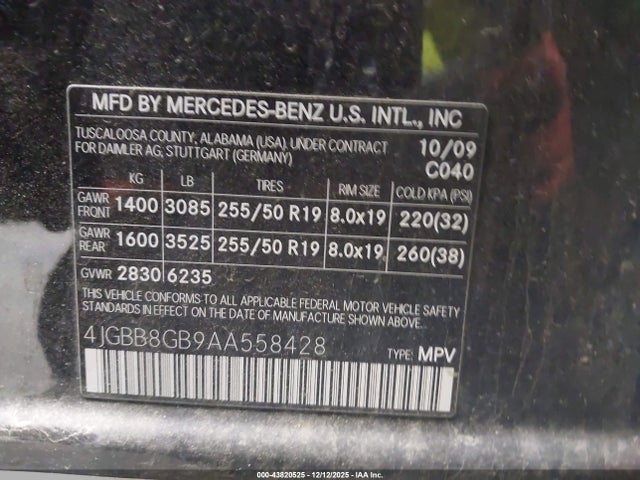 MFD BY MERCEDES-BENZ U.S. INTL., INC
TUSCALOOSA COUNTY, ALABAMA (USA), UNDER CONTRACT
FOR DAIMLER AG, STUTTGART (GERMANY)
10/09
C040
KG LB TIRES RIM SIZE COLD KPA (PSI)
GAWR FRONT 1400 3085 255/50 R19 8.0x19 220(32)
GAWR REAR 1600 3525 255/50 R19 8.0x19 260(38)
GVWR 2830 6235
THIS VEHICLE CONFORMS TO ALL APPLICABLE FEDERAL MOTOR VEHICLE SAFETY
STANDARDS IN EFFECT ON THE DATE OF MANUFACTURE SHOWN ABOVE.
4JGBB8GB9AA558428 TYPE: MPV
000-43820525 - 12/12/2025 - IAA Inc.